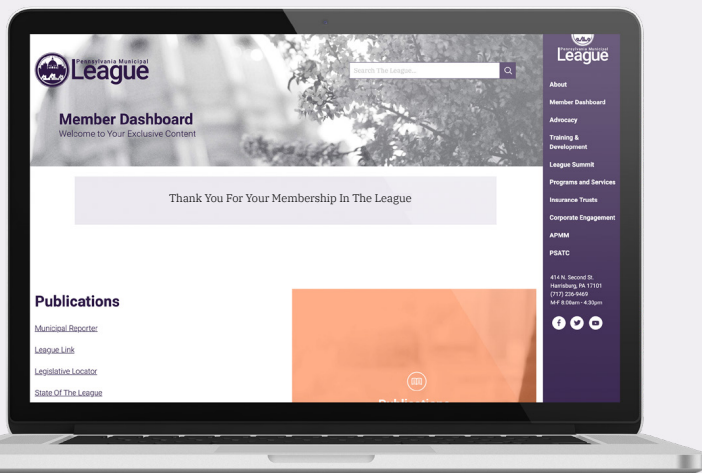 Pennsylvania Municipal
League
Search The League...
Member Dashboard
Welcome to Your Exclusive Content
Thank You For Your Membership In The League
Publications
Municipal Reporter
League Link
Legislative Locator
State Of The League
Publications
Pennsylvania Municipal
League
About
Member Dashboard
Advocacy
Training &
Development
League Summit
Programs and Services
Insurance Trusts
Corporate Engagement
APMM
PSATC
414 N. Second St.
Harrisburg, PA 17101
(717) 236-9469
M-F 8:00am - 4:30pm